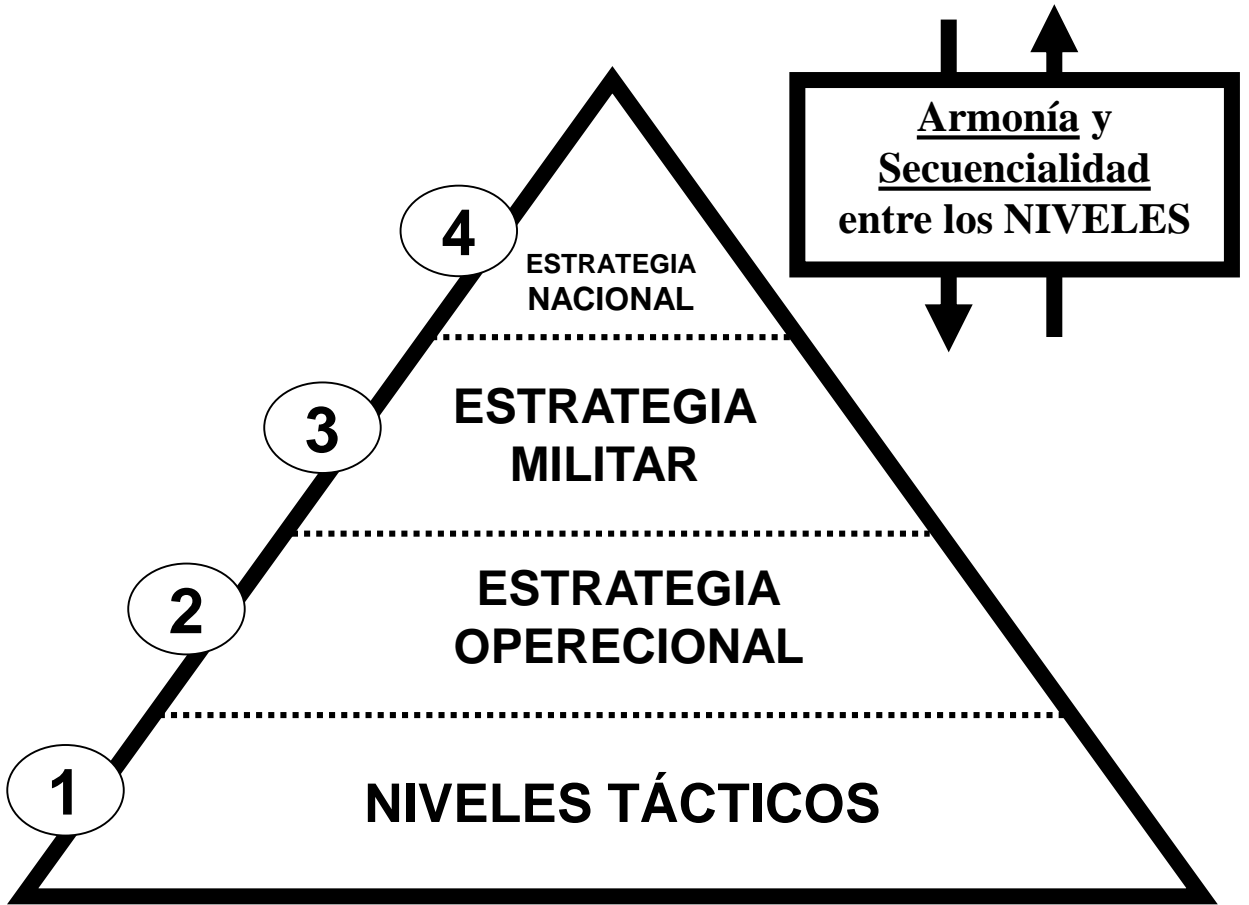 Armonía y
Secuencialidad
entre los NIVELES
4
ESTRATEGIA
NACIONAL
3
ESTRATEGIA
MILITAR
2
ESTRATEGIA
OPERECIONAL
1
NIVELES TÁCTICOS